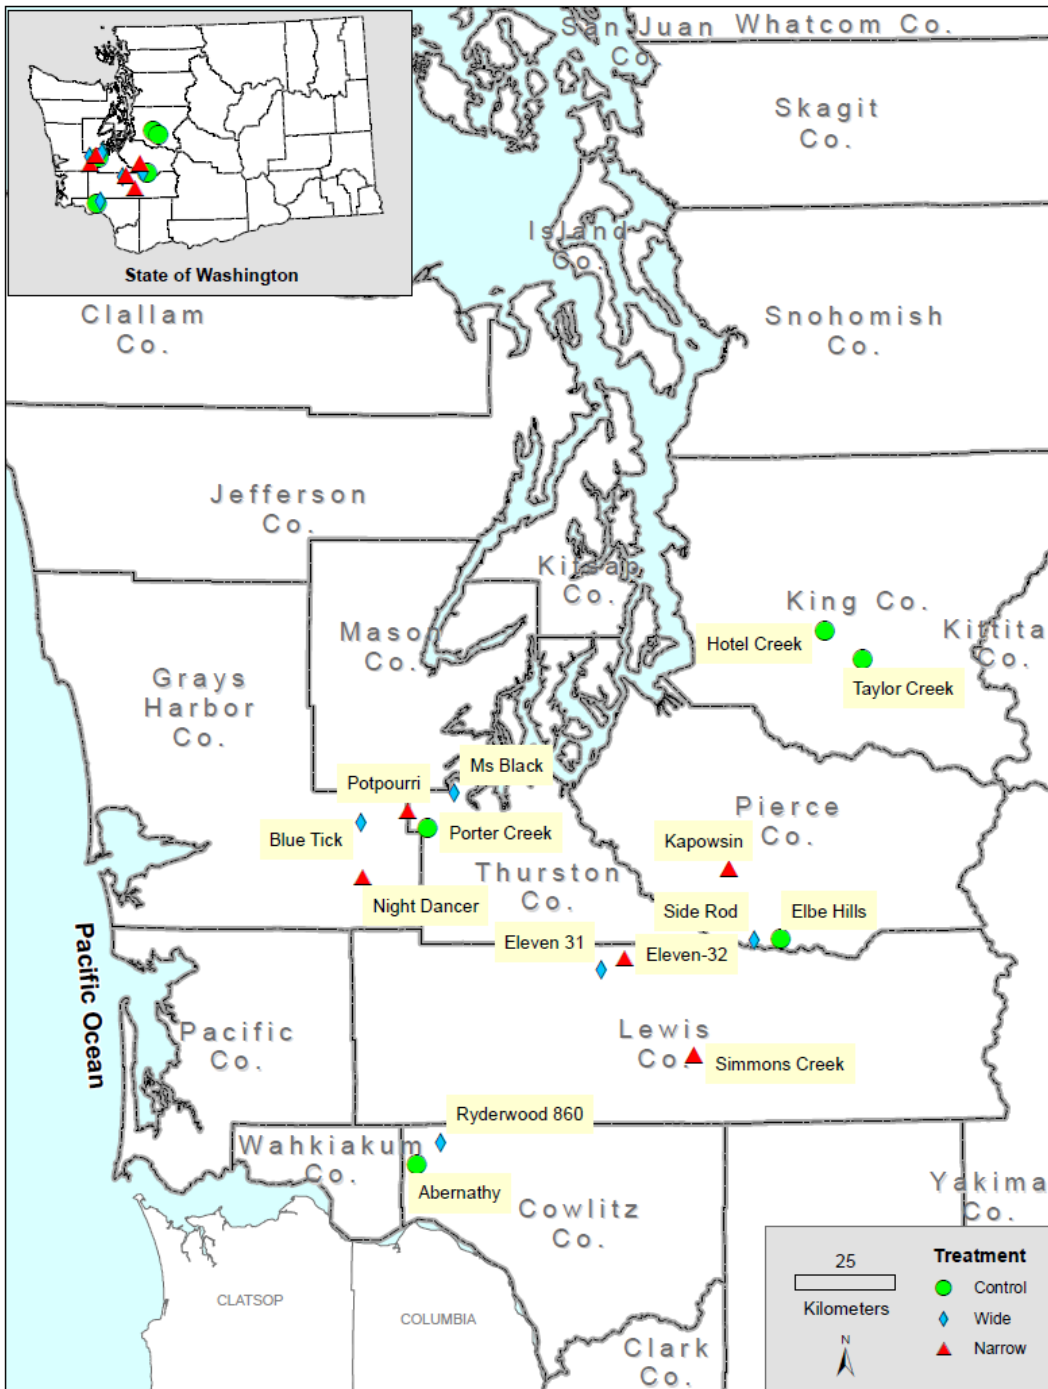 San Juan
Co.
Whatcom Co.
Skagit
Co.
State of Washington
Island
Co.
Clallam
Co.
Snohomish
Co.
Jefferson
Co.
Kitsap
Co.
King Co.
Mason
Co.
Kittita
Co.
Hotel Creek
Taylor Creek
Grays
Harbor
Co.
Ms Black
Potpourri
Pierce
Co.
Blue Tick
Porter Creek
Kapowsin
Thurston
Co.
Night Dancer
Side Rod
Elbe Hills
Eleven 31
Eleven-32
Pacific Ocean
Pacific
Co.
Lewis
Co.
Simmons Creek
Ryderwood 860
Wahkiakum
Co.
Abernathy
Cowlitz
Co.
Yakima
Co.
CLATSOP
COLUMBIA
Clark
Co.
25
Kilometers
N
Treatment
Control
Wide
Narrow